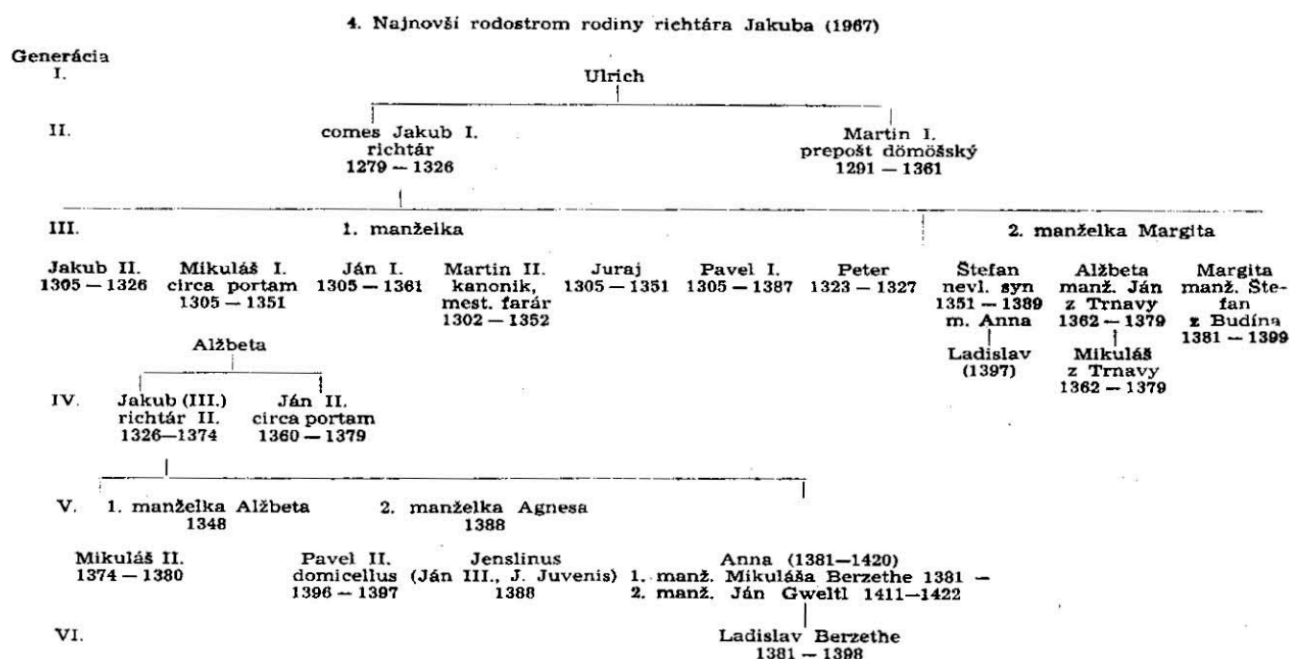 4. Najnovší rodostrom rodiny richtára Jakuba (1967)
Generácia
I. Ulrich
II. comes Jakub I. Martin I.
richtár prepošt dömöšský
1279 — 1326 1291 — 1361
III. 1. manželka 2. manželka Margita
Jakub II. Mikuláš I. Ján I. Martin II. Juraj Pavel I. Peter Štefan Alžbeta Margita
1305 — 1326 circa portam 1305 — 1361 kanonik, 1305 — 1351 1305 — 1387 1323 — 1327 nevl. syn manž. Ján manž. Šte-
1305 — 1351 mest. farár 1351 — 1389 z Trnavy fan
1302 — 1352 m. Anna 1362 — 1379 z Budína
1381 — 1399
Alžbeta Ladislav Mikuláš
(1397) z Trnavy
1362 — 1379
IV. Jakub (III.) Ján II.
richtár II. circa portam
1326—1374 1360 — 1379
V. 1. manželka Alžbeta 2. manželka Agnesa
1348 1388
Mikuláš II. Pavel II. Jenslinus Anna (1381—1420)
1374 — 1380 domicellus (Ján III., J. Juvenis) 1. manž. Mikuláša Berzethe 1381 —
1396 — 1397 1388 2. manž. Ján Gweltl 1411—1422
VI. Ladislav Berzethe
1381 — 1398